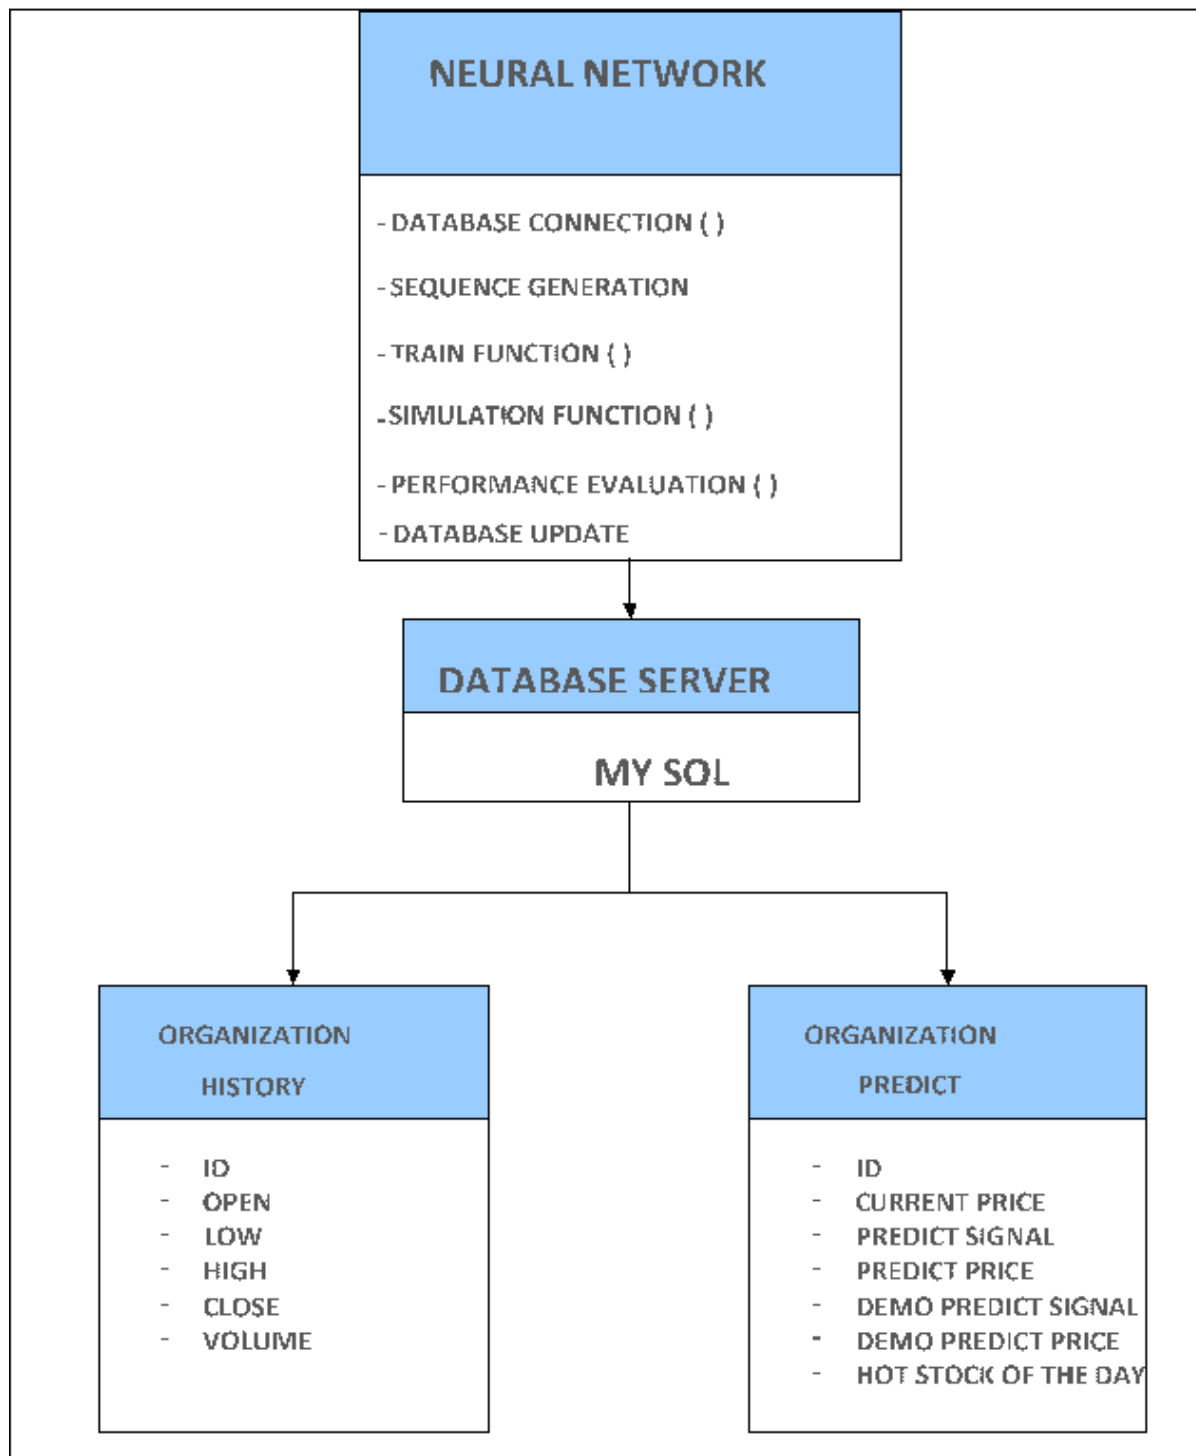 NEURAL NETWORK
- DATABASE CONNECTION ( )
- SEQUENCE GENERATION
- TRAIN FUNCTION ( )
- SIMULATION FUNCTION ( )
- PERFORMANCE EVALUATION ( )
- DATABASE UPDATE
DATABASE SERVER
MY SOL
ORGANIZATION
HISTORY
- ID
- OPEN
- LOW
- HIGH
- CLOSE
- VOLUME
ORGANIZATION
PREDICT
- ID
- CURRENT PRICE
- PREDICT SIGNAL
- PREDICT PRICE
- DEMO PREDICT SIGNAL
- DEMO PREDICT PRICE
- HOT STOCK OF THE DAY